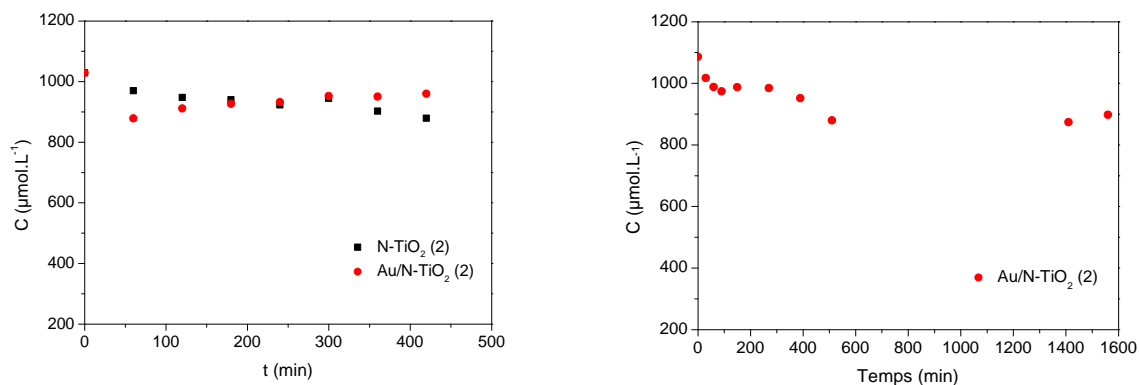 1200
1000
800
600
400
200
0 100 200 300 400 500
C (µmol.L-1)
t (min)
N-TiO2 (2)
Au/N-TiO2 (2)
1200
1000
800
600
400
200
0 200 400 600 800 1000 1200 1400 1600
C (µmol.L-1)
Temps (min)
Au/N-TiO2 (2)